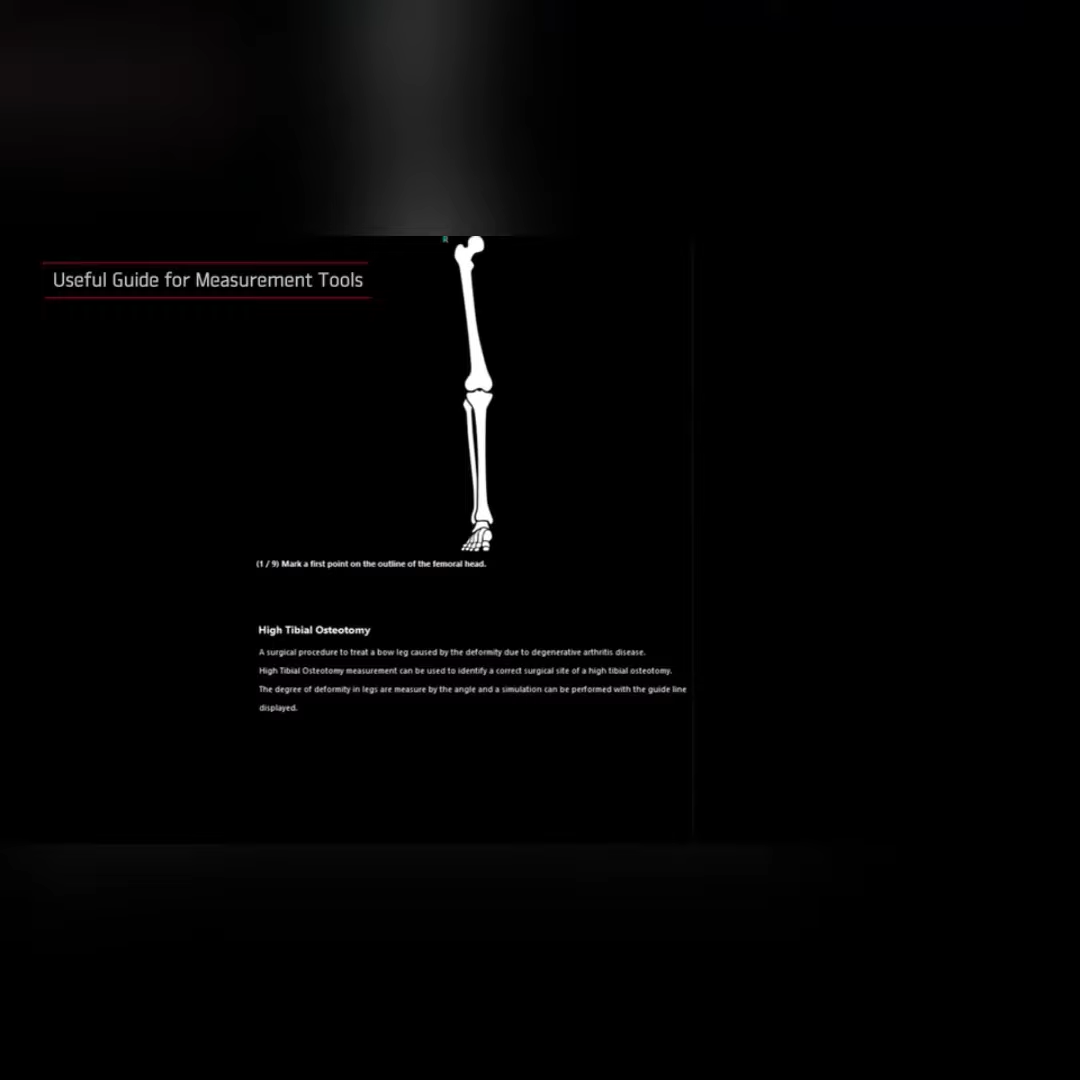 Useful Guide for Measurement Tools
(1 / 9) Mark a first point on the outline of the femoral head.
High Tibial Osteotomy
A surgical procedure to treat a bow leg caused by the deformity due to degenerative arthritis disease.
High Tibial Osteotomy measurement can be used to identify a correct surgical site of a high tibial osteotomy.
The degree of deformity in legs are measure by the angle and a simulation can be performed with the guide line
displayed.